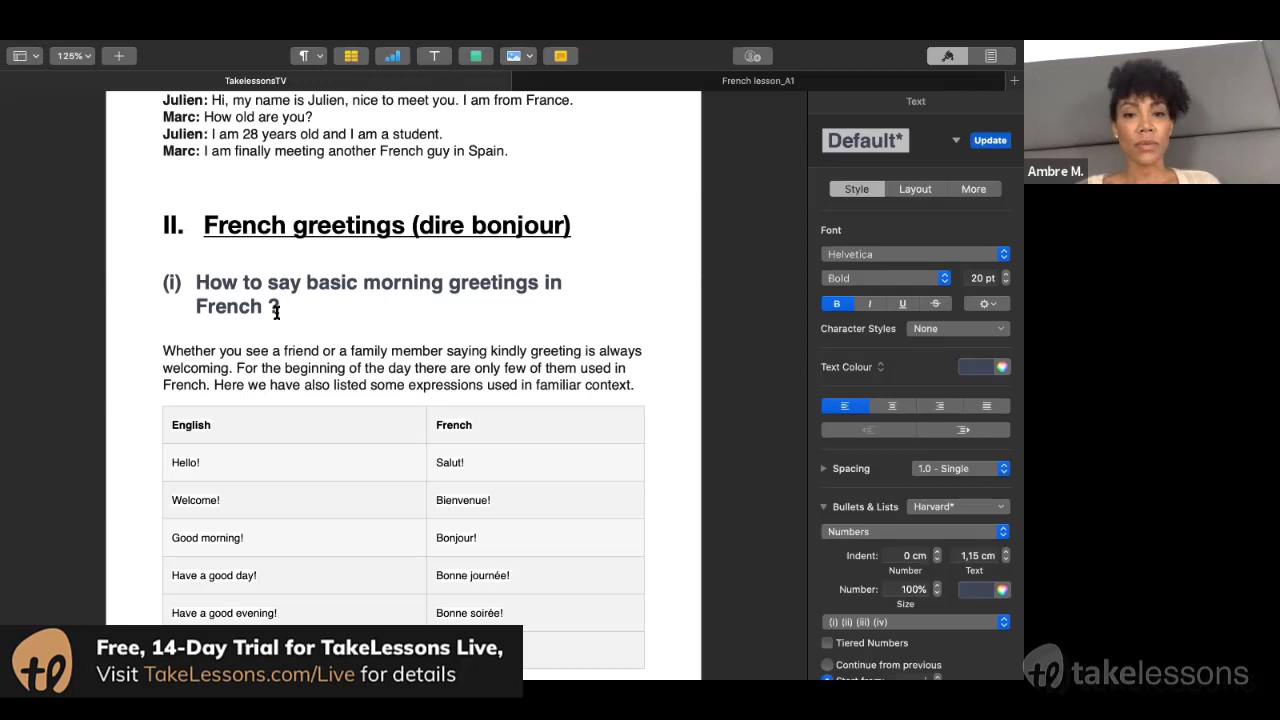 125%
TakelessonsTV
French lesson_A1
Julien: Hi, my name is Julien, nice to meet you. I am from France.
Marc: How old are you?
Julien: I am 28 years old and I am a student.
Marc: I am finally meeting another French guy in Spain.
II. French greetings (dire bonjour)
(i) How to say basic morning greetings in
French ?
Whether you see a friend or a family member saying kindly greeting is always
welcoming. For the beginning of the day there are only few of them used in
French. Here we have also listed some expressions used in familiar context.
English French
Hello! Salut!
Welcome! Bienvenue!
Good morning! Bonjour!
Have a good day! Bonne journée!
Have a good evening! Bonne soirée!
Text
Default*
Update
Style Layout More
Font
Helvetica
Bold 20 pt
B I U S
Character Styles None
Text Colour
Spacing 1.0 - Single
Bullets & Lists Harvard*
Numbers
Indent: 0 cm 1,15 cm
Number Text
Number: 100%
Size
(i) (ii) (iii) (iv)
Tiered Numbers
Continue from previous
Ambre M.
tl
Free, 14-Day Trial for TakeLessons Live,
Visit TakeLessons.com/Live for details
tl takelessons